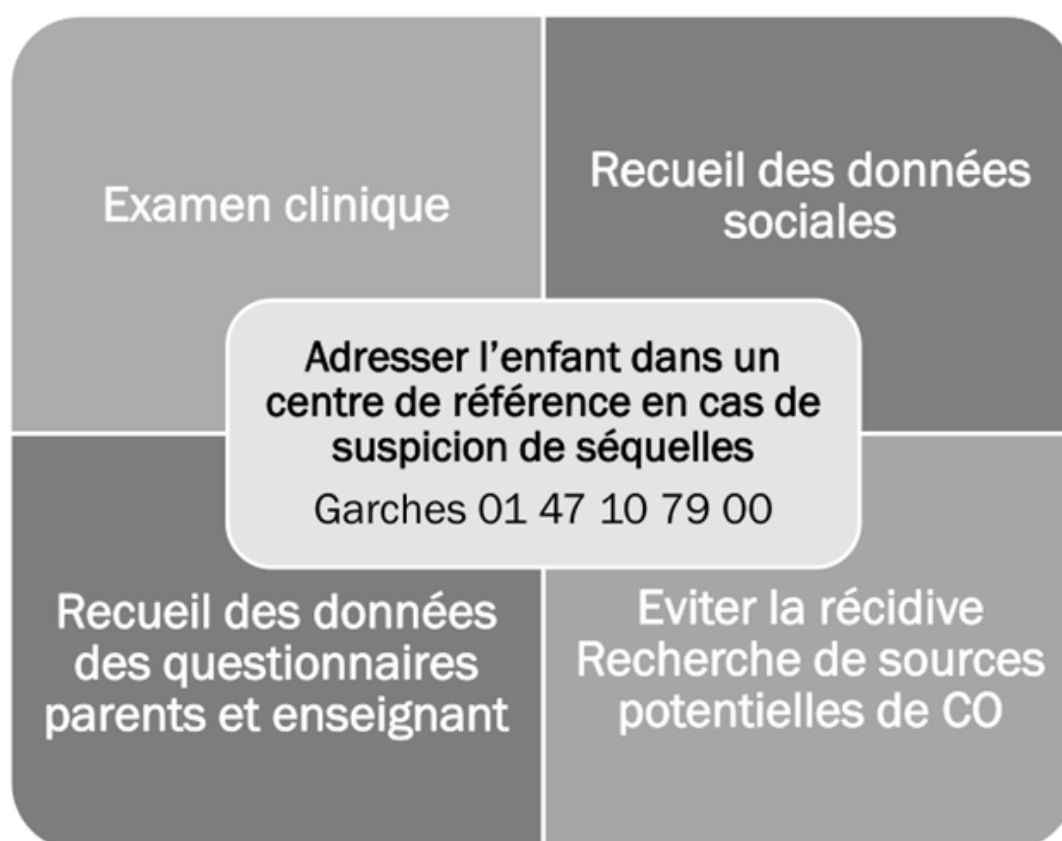 Examen clinique
Recueil des données
sociales
Adresser l'enfant dans un
centre de référence en cas de
suspicion de séquelles
Garches 01 47 10 79 00
Recueil des données
des questionnaires
parents et enseignant
Eviter la récidive
Recherche de sources
potentielles de CO